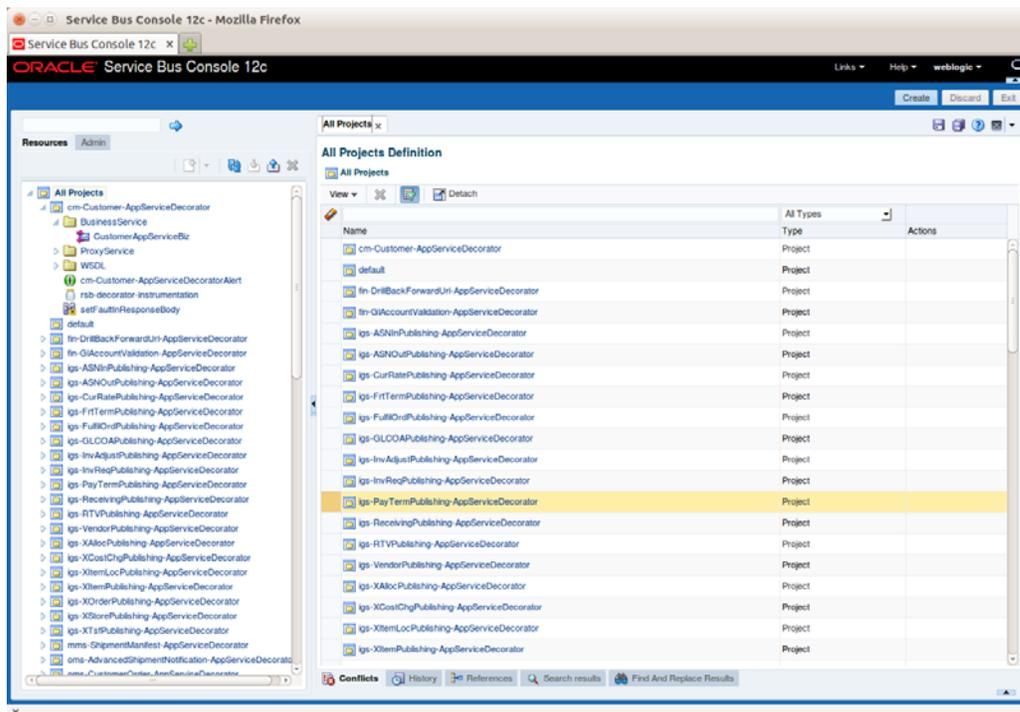 Service Bus Console 12c - Mozilla Firefox
Service Bus Console 12c x
ORACLE Service Bus Console 12c
Links Help weblogic
Create Discard Exit
Resources Admin
All Projects
cm-Customer-AppServiceDecorator
BusinessService
CustomerAppServiceBiz
ProxyService
WSDL
cm-Customer-AppServiceDecoratorAlert
rsb-decorator-instrumentation
setFaultInResponseBody
default
fin-DrillBackForwardUrl-AppServiceDecorator
fin-GlAccountValidation-AppServiceDecorator
igs-ASNInPublishing-AppServiceDecorator
igs-ASNOutPublishing-AppServiceDecorator
igs-CurRatePublishing-AppServiceDecorator
igs-FrtTermPublishing-AppServiceDecorator
igs-FulfilOrdPublishing-AppServiceDecorator
igs-GLCOAPublishing-AppServiceDecorator
igs-InvAdjustPublishing-AppServiceDecorator
igs-InvReqPublishing-AppServiceDecorator
igs-PayTermPublishing-AppServiceDecorator
igs-ReceivingPublishing-AppServiceDecorator
igs-RTVPublishing-AppServiceDecorator
igs-VendorPublishing-AppServiceDecorator
igs-XAllocPublishing-AppServiceDecorator
igs-XCostChgPublishing-AppServiceDecorator
igs-XItemLocPublishing-AppServiceDecorator
igs-XItemPublishing-AppServiceDecorator
igs-XOrderPublishing-AppServiceDecorator
igs-XStorePublishing-AppServiceDecorator
igs-XTsfPublishing-AppServiceDecorator
mms-ShipmentManifest-AppServiceDecorator
oms-AdvancedShipmentNotification-AppServiceDecorato
oms-CustomerOrder-AppServiceDecorator
All Projects x
All Projects Definition
All Projects
View Detach
All Types
Name Type Actions
cm-Customer-AppServiceDecorator Project
default Project
fin-DrillBackForwardUrl-AppServiceDecorator Project
fin-GlAccountValidation-AppServiceDecorator Project
igs-ASNInPublishing-AppServiceDecorator Project
igs-ASNOutPublishing-AppServiceDecorator Project
igs-CurRatePublishing-AppServiceDecorator Project
igs-FrtTermPublishing-AppServiceDecorator Project
igs-FulfilOrdPublishing-AppServiceDecorator Project
igs-GLCOAPublishing-AppServiceDecorator Project
igs-InvAdjustPublishing-AppServiceDecorator Project
igs-InvReqPublishing-AppServiceDecorator Project
igs-PayTermPublishing-AppServiceDecorator Project
igs-ReceivingPublishing-AppServiceDecorator Project
igs-RTVPublishing-AppServiceDecorator Project
igs-VendorPublishing-AppServiceDecorator Project
igs-XAllocPublishing-AppServiceDecorator Project
igs-XCostChgPublishing-AppServiceDecorator Project
igs-XItemLocPublishing-AppServiceDecorator Project
igs-XItemPublishing-AppServiceDecorator Project
Conflicts History References Search results Find And Replace Results